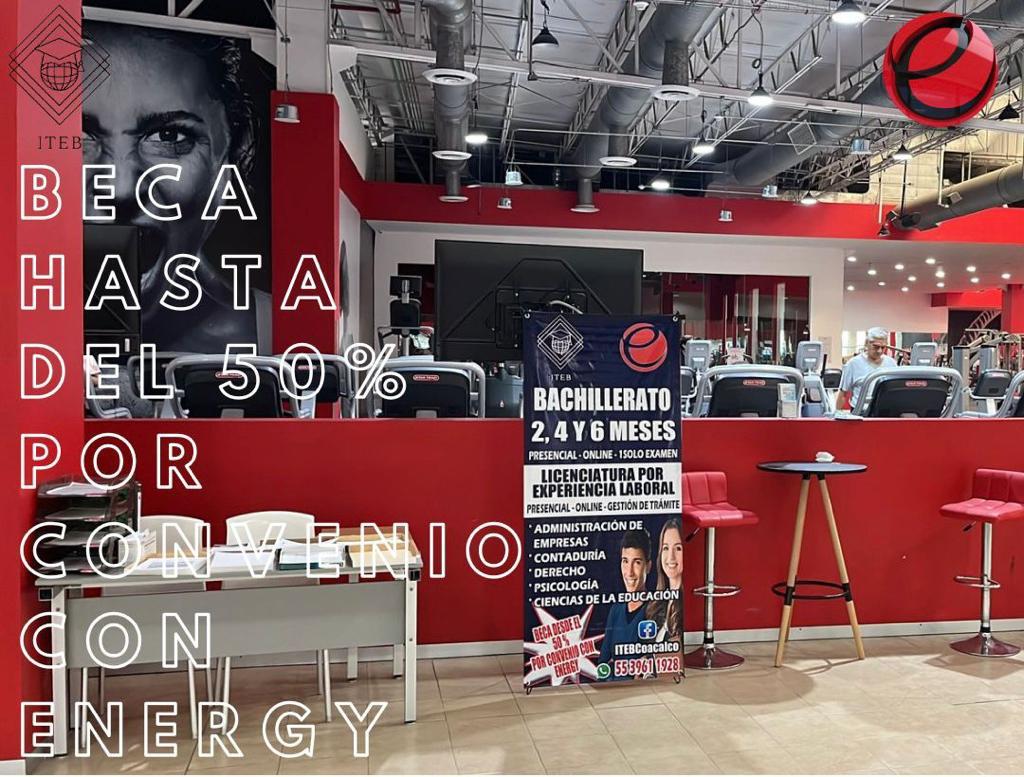 ITEB
BECA
HASTA
DEL 50%
POR
CONVENIO
CON
ENERGY
ITEB
BACHILLERATO
2, 4 Y 6 MESES
PRESENCIAL - ONLINE - 1SOLO EXAMEN
LICENCIATURA POR
EXPERIENCIA LABORAL
PRESENCIAL - ONLINE - GESTIÓN DE TRÁMITE
* ADMINISTRACIÓN DE
EMPRESAS
* CONTADURÍA
* DERECHO
* PSICOLOGÍA
* CIENCIAS DE LA EDUCACIÓN
BECA DESDE EL
50 %
POR CONVENIO CON
ENERGY
ITEBCoacalco
55 3961 1928